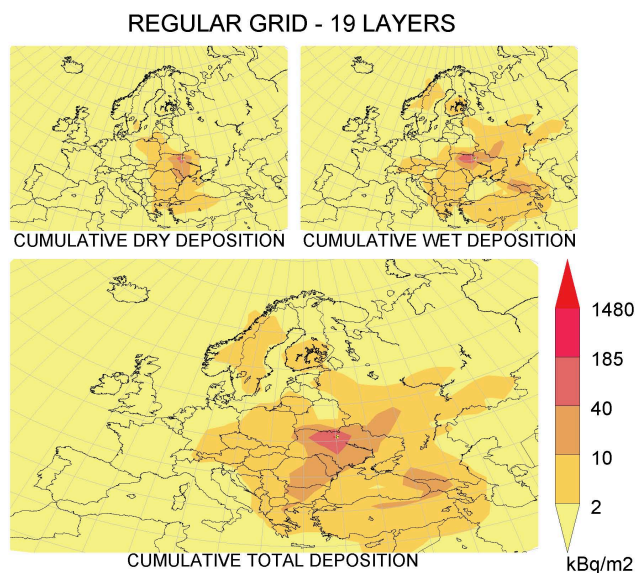 REGULAR GRID - 19 LAYERS
CUMULATIVE DRY DEPOSITION
CUMULATIVE WET DEPOSITION
1480
185
40
10
2
CUMULATIVE TOTAL DEPOSITION
kBq/m2